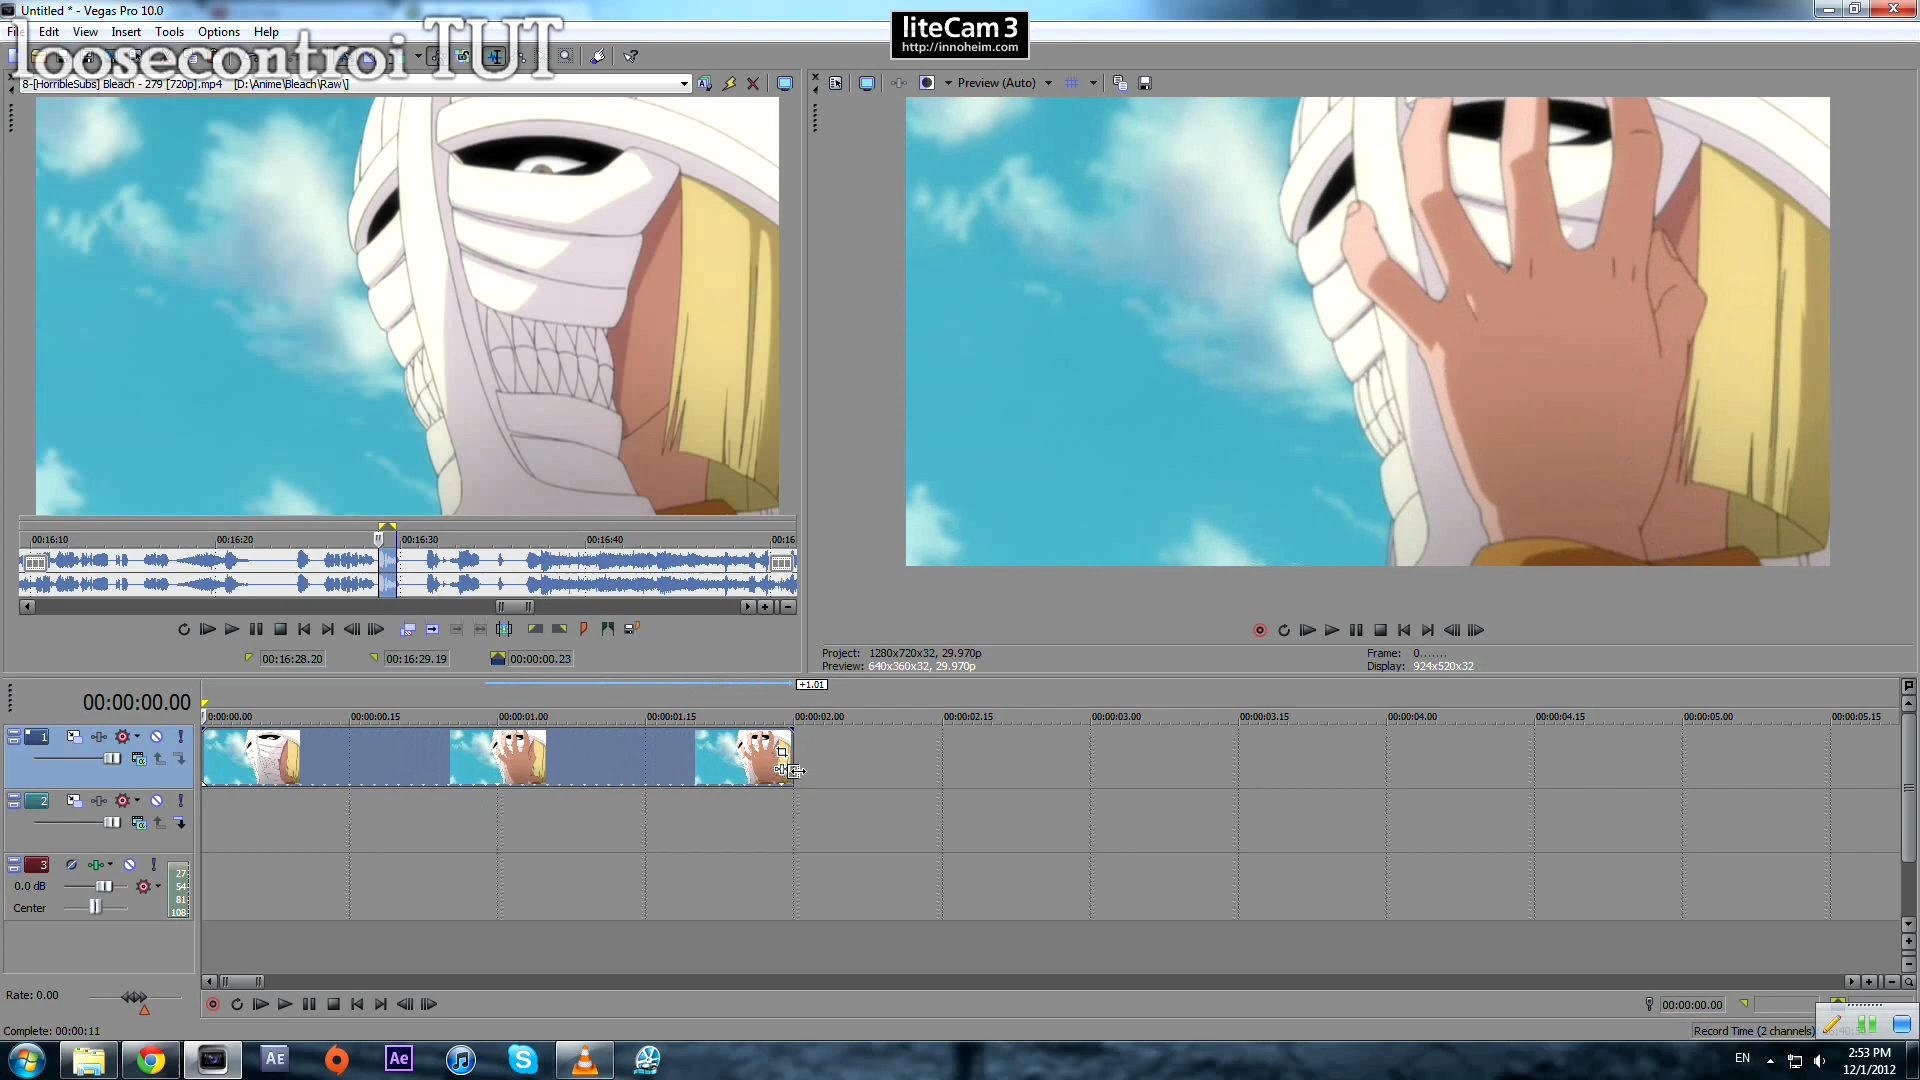 Untitled * - Vegas Pro 10.0
Edit View Insert Tools Options Help
loosecontrol TUT
liteCam 3
http://innoheim.com
8-[HorribleSubs] Bleach - 279 [720p].mp4 [D:\Anime\Bleach\Raw\]
Preview (Auto)
00:16:10 00:16:20 00:16:30 00:16:40 00:16
00:16:28.20 00:16:29.19 00:00:00.23
Project: 1280x720x32, 29.970p
Preview: 640x360x32, 29.970p
Frame: 0
Display: 924x520x32
00:00:00.00
+1.01
0:00:00.00 00:00:00.15 00:00:01.00 00:00:01.15 00:00:02.00 00:00:02.15 00:00:03.00 00:00:03.15 00:00:04.00 00:00:04.15 00:00:05.00 00:00:05.15
1
2
3
0.0 dB
Center
27
54
81
108
Rate: 0.00
00:00:00.00
Complete: 00:00:11
Record Time (2 channels)
AE
Ae
EN
2:53 PM
12/1/2012